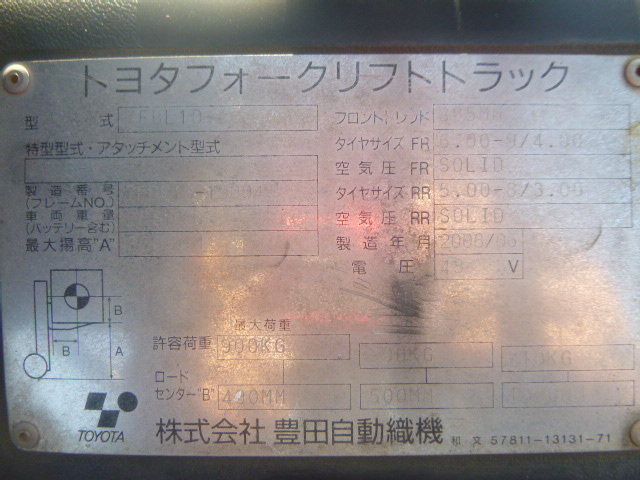 トヨタフォークリフトトラック
型 式 フロント
特型型式・アタッチメント型式 タイヤサイズ FR 6.00-9/4.00
空気圧 FR SOLID
製造番号 タイヤサイズ RR 5.00-8/3.00
(フレームNO.)
車両重量 空気圧 RR SOLID
(バッテリー含む)
最大揚高"A" 製造年月
電圧 V
B
B A
最大荷重
許容荷重 900KG
ロード
センター"B" 400MM 500MM
TOYOTA 株式会社 豊田自動織機 和文 57811-13131-71